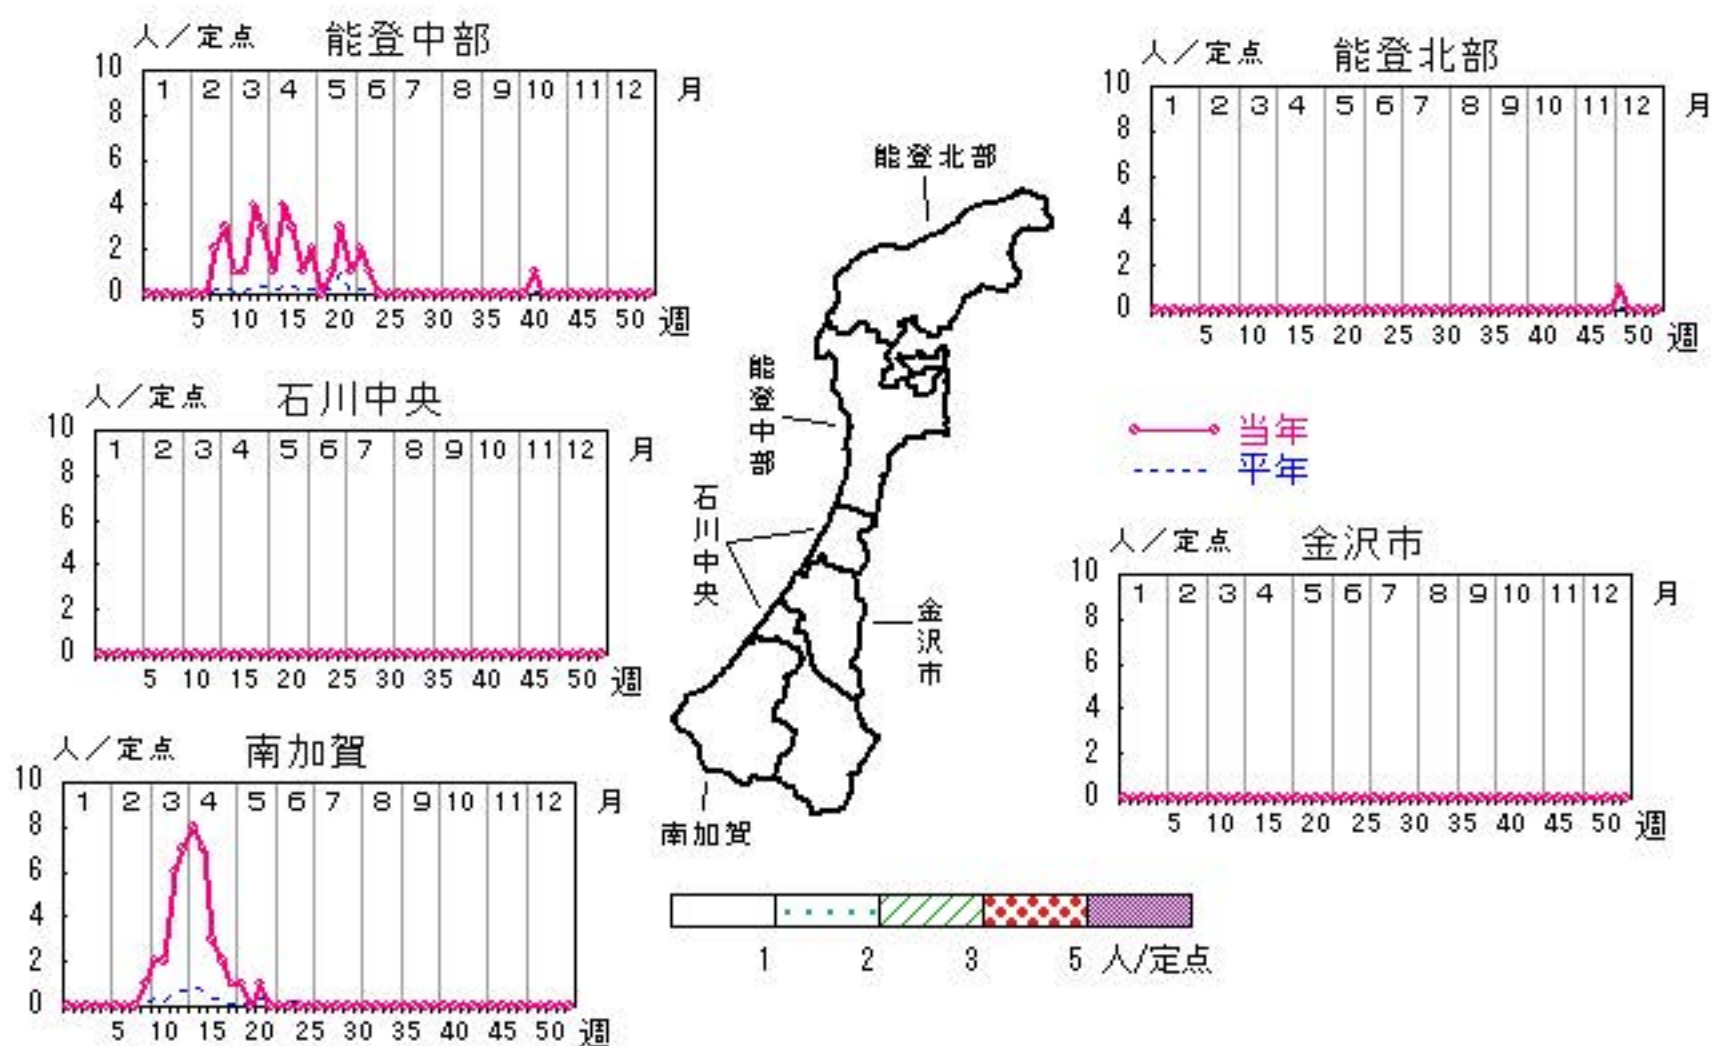 人／定点 能登中部
10 8 6 4 2 0
1 2 3 4 5 6 7 8 9 10 11 12 月
5 10 15 20 25 30 35 40 45 50 週
人／定点 能登北部
10 8 6 4 2 0
1 2 3 4 5 6 7 8 9 10 11 12 月
5 10 15 20 25 30 35 40 45 50 週
人／定点 石川中央
10 8 6 4 2 0
1 2 3 4 5 6 7 8 9 10 11 12 月
5 10 15 20 25 30 35 40 45 50 週
能登北部
能登中部
石川中央
金沢市
南加賀
当年
平年
人／定点 金沢市
10 8 6 4 2 0
1 2 3 4 5 6 7 8 9 10 11 12 月
5 10 15 20 25 30 35 40 45 50 週
人／定点 南加賀
10 8 6 4 2 0
1 2 3 4 5 6 7 8 9 10 11 12 月
5 10 15 20 25 30 35 40 45 50 週
1 2 3 5 人/定点